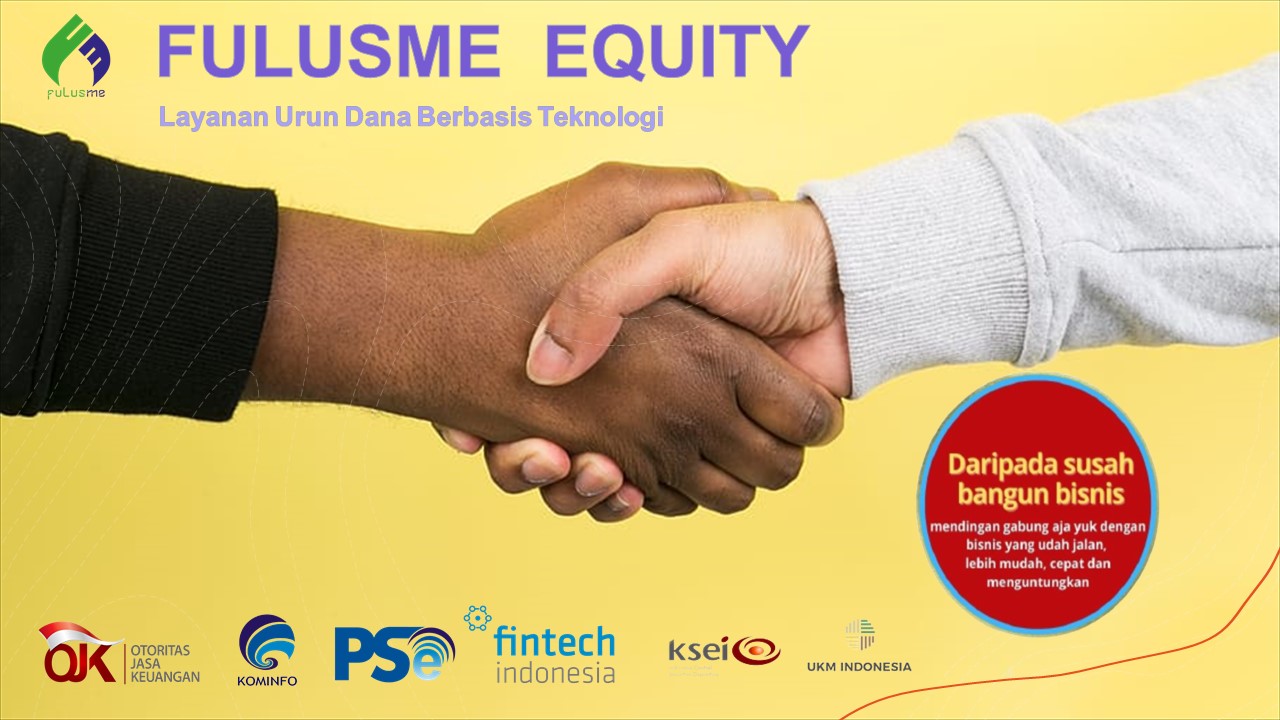 fuLusme
FULUSME EQUITY
Layanan Urun Dana Berbasis Teknologi
Daripada susah
bangun bisnis
mendingan gabung aja yuk dengan
bisnis yang udah jalan,
lebih mudah, cepat dan
menguntungkan
OJK
OTORITAS
JASA
KEUANGAN
KOMINFO
PSe
fintech
indonesia
ksei
UKM INDONESIA